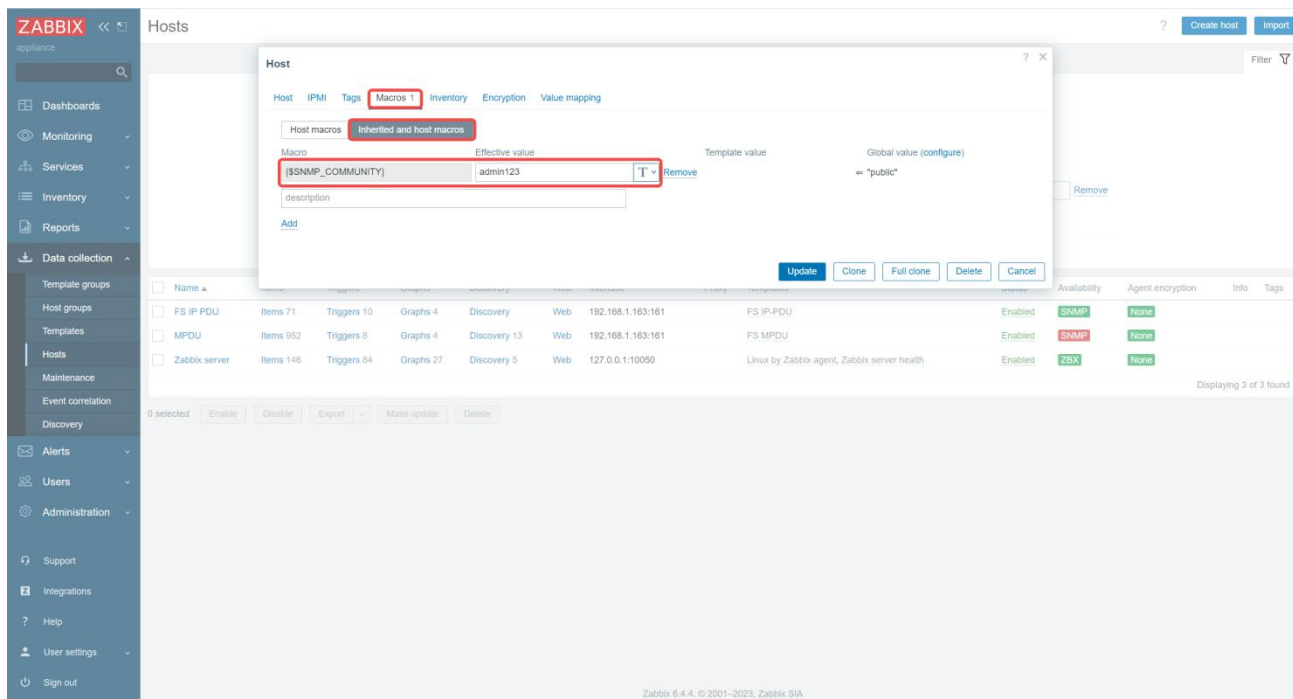 ZABBIX
Hosts
?
Create host
Import
appliance
Filter
Host
?
Host IPMI Tags Macros 1 Inventory Encryption Value mapping
Dashboards
Monitoring
Host macros Inherited and host macros
Macro Effective value Template value Global value (configure)
Services
{$SNMP_COMMUNITY} admin123 T Remove ⇐ "public"
Inventory
description
Remove
Reports
Add
Data collection
Update Clone Full clone Delete Cancel
Template groups
Name Availability Agent encryption Info Tags
Host groups
FS IP PDU Items 71 Triggers 10 Graphs 4 Discovery Web 192.168.1.163:161 FS IP-PDU Enabled SNMP None
Templates
MPDU Items 952 Triggers 8 Graphs 4 Discovery 13 Web 192.168.1.163:161 FS MPDU Enabled SNMP None
Hosts
Zabbix server Items 146 Triggers 84 Graphs 27 Discovery 5 Web 127.0.0.1:10050 Linux by Zabbix agent, Zabbix server health Enabled ZBX None
Maintenance
Displaying 3 of 3 found
Event correlation
0 selected Enable Disable Export Mass update Delete
Discovery
Alerts
Users
Administration
Support
Z Integrations
? Help
User settings
Sign out
Zabbix 6.4.4. © 2001–2023, Zabbix SIA